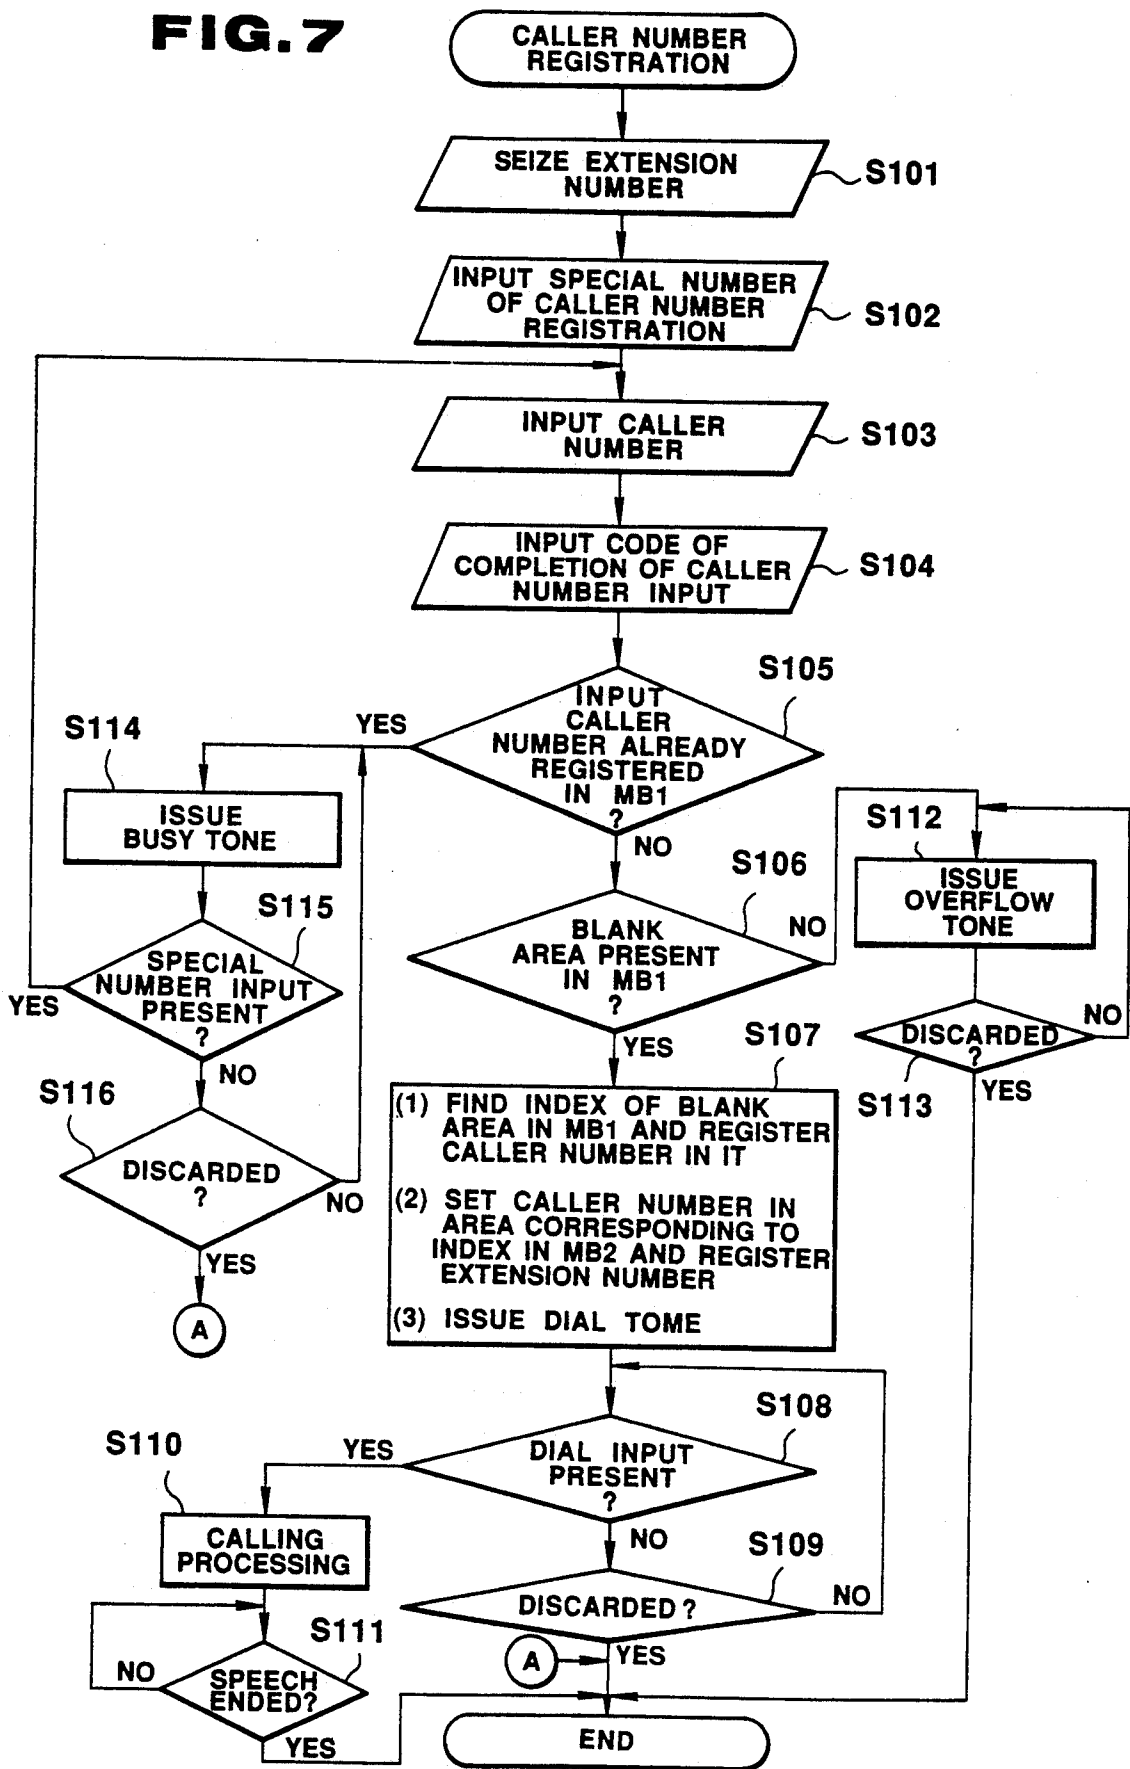 FIG.7
CALLER NUMBER
REGISTRATION
SEIZE EXTENSION
NUMBER
S101
INPUT SPECIAL NUMBER
OF CALLER NUMBER
REGISTRATION
S102
INPUT CALLER
NUMBER
S103
INPUT CODE OF
COMPLETION OF CALLER
NUMBER INPUT
S104
S105
INPUT
CALLER
NUMBER ALREADY
REGISTERED
IN MB1
?
YES
NO
S114
ISSUE
BUSY TONE
S115
SPECIAL
NUMBER INPUT
PRESENT
?
YES
NO
S116
DISCARDED
?
NO
YES
A
S106
BLANK
AREA PRESENT
IN MB1
?
NO
YES
S112
ISSUE
OVERFLOW
TONE
DISCARDED
?
NO
S113
YES
S107
(1) FIND INDEX OF BLANK
AREA IN MB1 AND REGISTER
CALLER NUMBER IN IT
(2) SET CALLER NUMBER IN
AREA CORRESPONDING TO
INDEX IN MB2 AND REGISTER
EXTENSION NUMBER
(3) ISSUE DIAL TOME
S108
DIAL INPUT
PRESENT
?
YES
NO
S110
CALLING
PROCESSING
S109
DISCARDED ?
NO
YES
A
S111
SPEECH
ENDED?
NO
YES
END